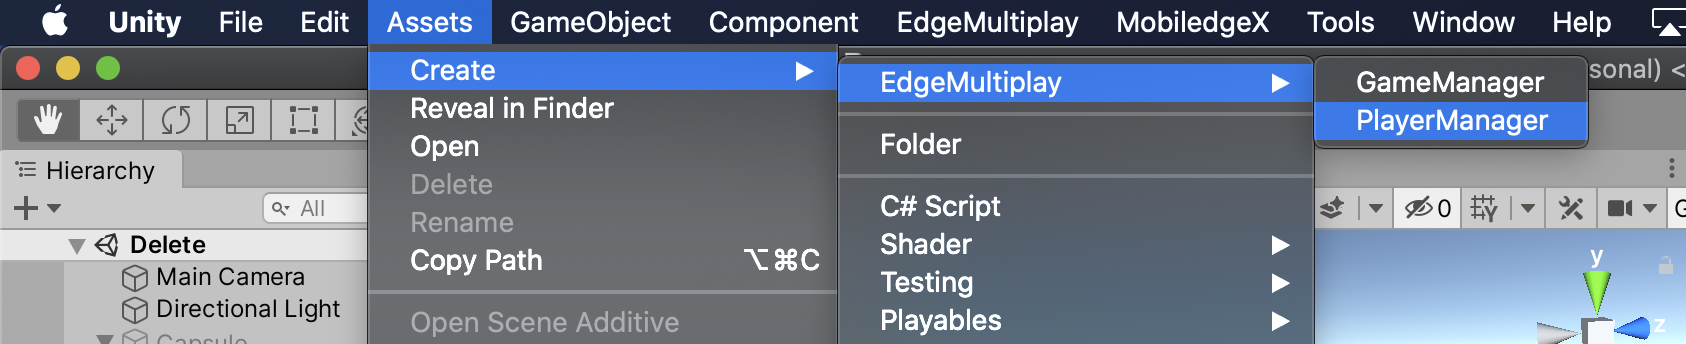 Unity File Edit Assets GameObject Component EdgeMultiplay MobiledgeX Tools Window Help
Create
Reveal in Finder
Open
Delete
Rename
Copy Path ⌥⌘C
Open Scene Additive
EdgeMultiplay
Folder
C# Script
Shader
Testing
Playables
GameManager
PlayerManager
sonal) <
Hierarchy
All
Delete
Main Camera
Directional Light
Capsule
0
y
z